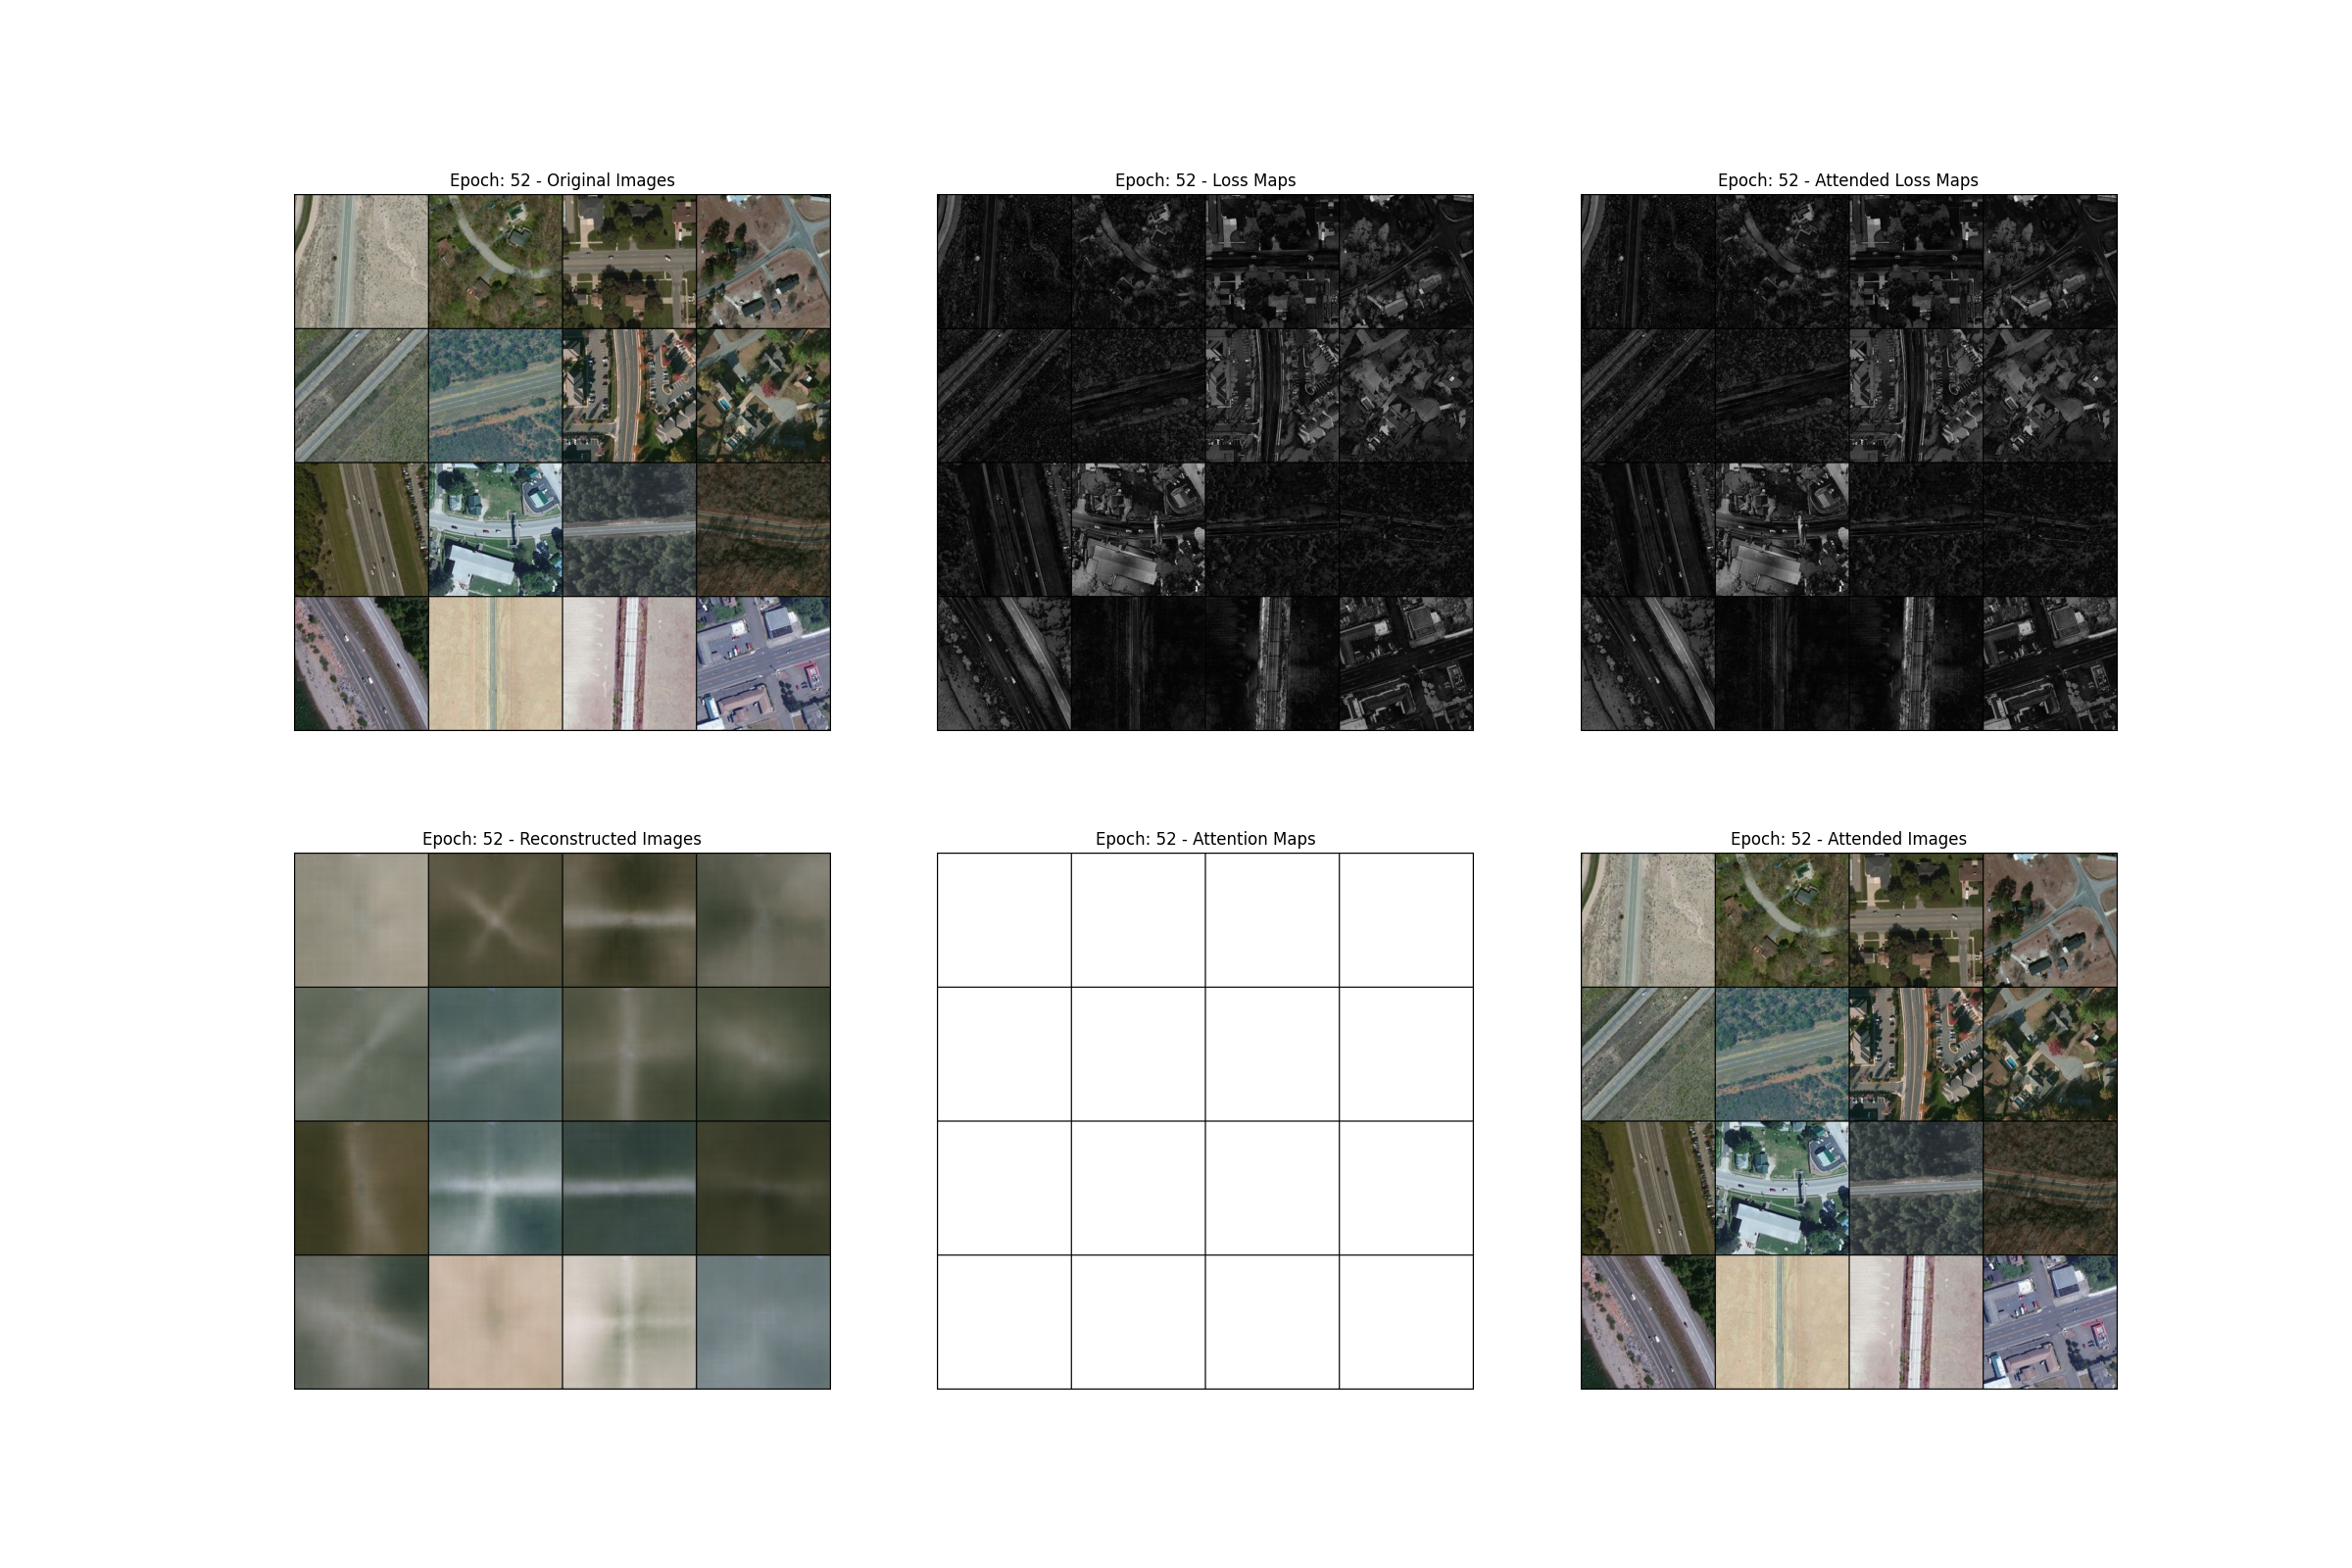 Epoch: 52 - Original Images
Epoch: 52 - Loss Maps
Epoch: 52 - Attended Loss Maps
Epoch: 52 - Reconstructed Images
Epoch: 52 - Attention Maps
Epoch: 52 - Attended Images